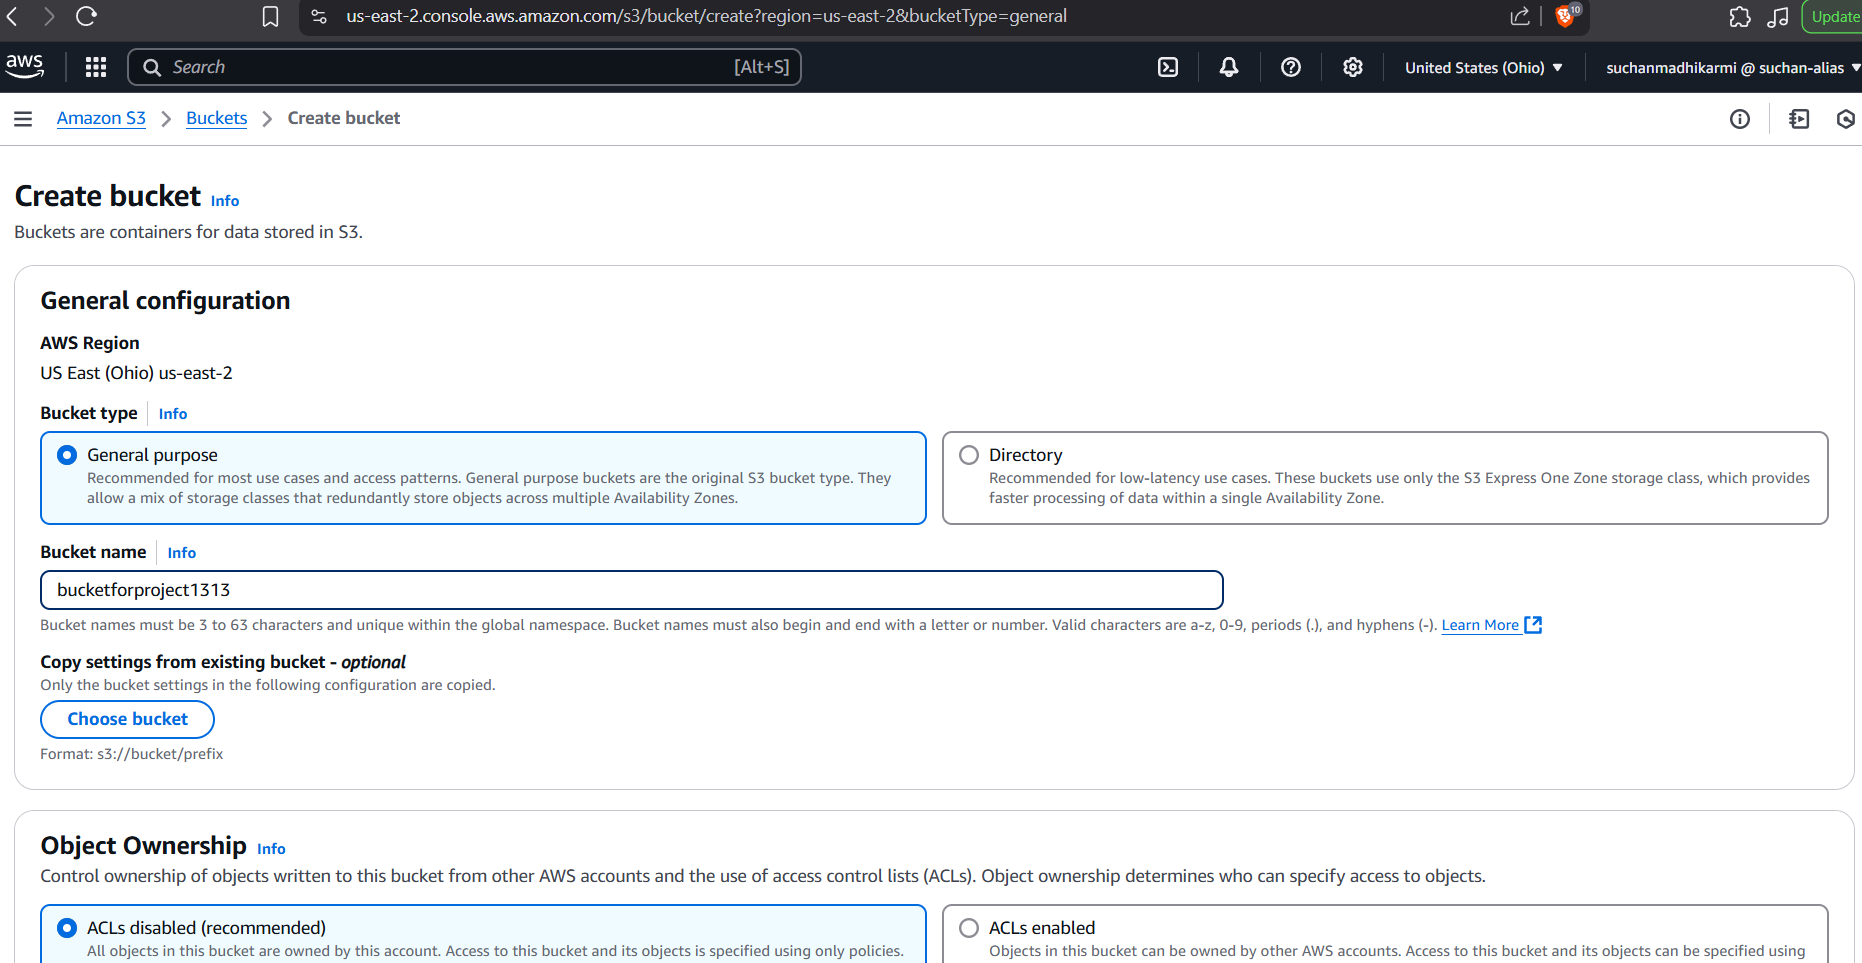 us-east-2.console.aws.amazon.com/s3/bucket/create?region=us-east-2&bucketType=general
10
Update
aws
Search
[Alt+S]
United States (Ohio)
suchanmadhikarmi @ suchan-alias
Amazon S3
Buckets
Create bucket
Create bucket Info
Buckets are containers for data stored in S3.
General configuration
AWS Region
US East (Ohio) us-east-2
Bucket type Info
General purpose
Recommended for most use cases and access patterns. General purpose buckets are the original S3 bucket type. They
allow a mix of storage classes that redundantly store objects across multiple Availability Zones.
Directory
Recommended for low-latency use cases. These buckets use only the S3 Express One Zone storage class, which provides
faster processing of data within a single Availability Zone.
Bucket name Info
bucketforproject1313
Bucket names must be 3 to 63 characters and unique within the global namespace. Bucket names must also begin and end with a letter or number. Valid characters are a-z, 0-9, periods (.), and hyphens (-). Learn More
Copy settings from existing bucket - optional
Only the bucket settings in the following configuration are copied.
Choose bucket
Format: s3://bucket/prefix
Object Ownership Info
Control ownership of objects written to this bucket from other AWS accounts and the use of access control lists (ACLs). Object ownership determines who can specify access to objects.
ACLs disabled (recommended)
All objects in this bucket are owned by this account. Access to this bucket and its objects is specified using only policies.
ACLs enabled
Objects in this bucket can be owned by other AWS accounts. Access to this bucket and its objects can be specified using